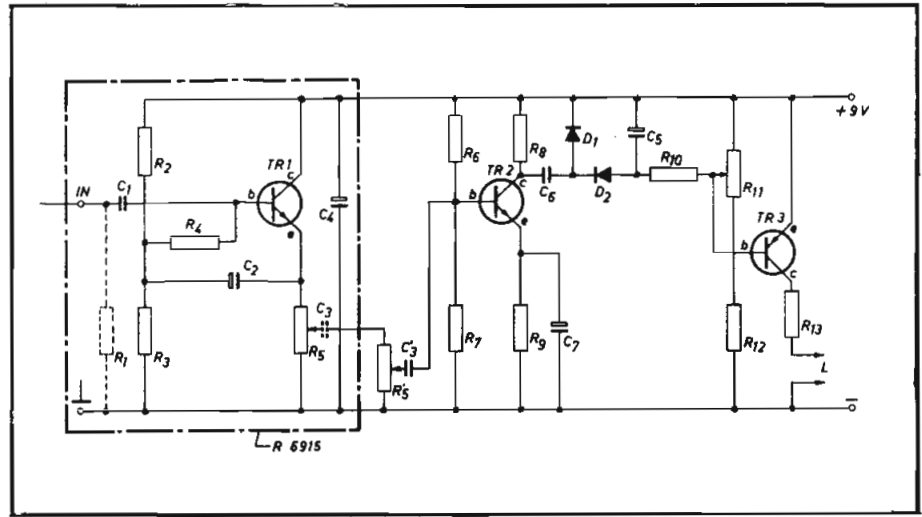 +9V
R2
TR1
c
b
e
IN
C1
R4
C2
C4
R1
R3
R5
C3
R'5
C'3
R6
R7
R8
TR2
c
b
e
C6
D1
D2
C5
R9
C7
R10
R11
TR3
b
e
c
R12
R13
L
–
R 6915